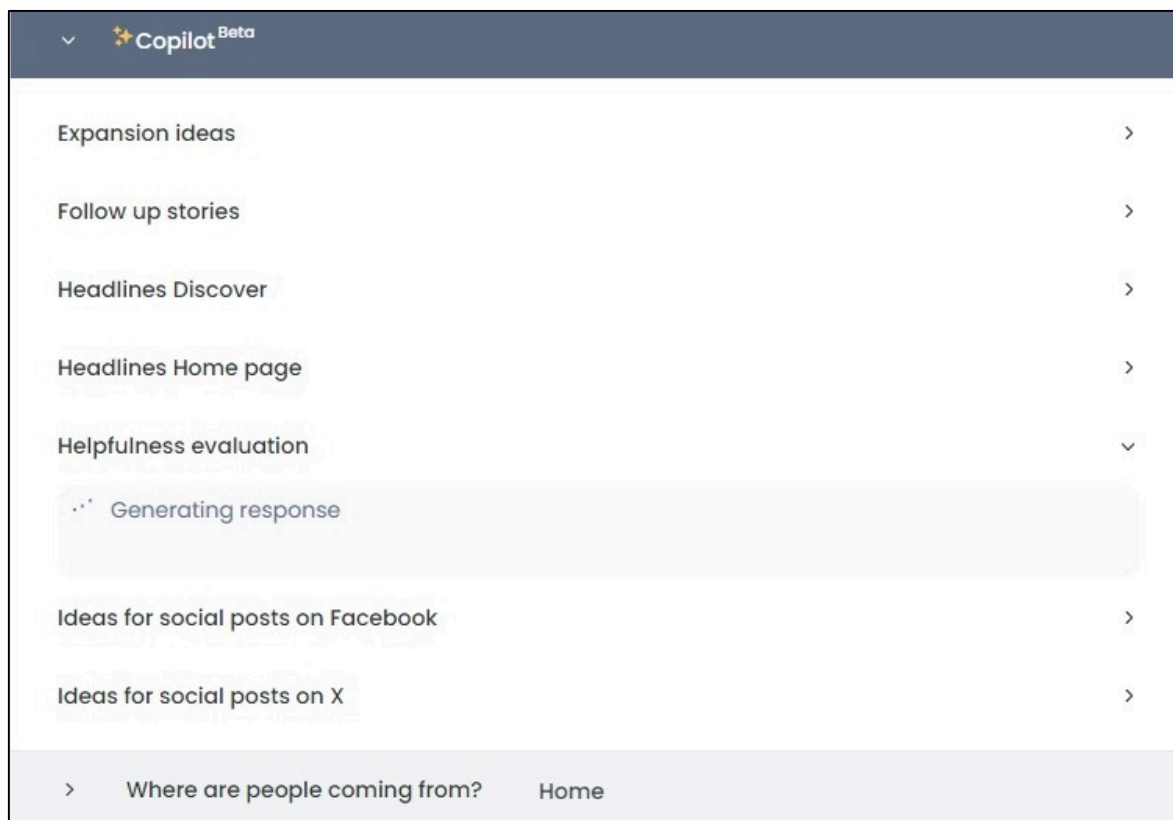 Copilot Beta
Expansion ideas
Follow up stories
Headlines Discover
Headlines Home page
Helpfulness evaluation
Generating response
Ideas for social posts on Facebook
Ideas for social posts on X
Where are people coming from? Home